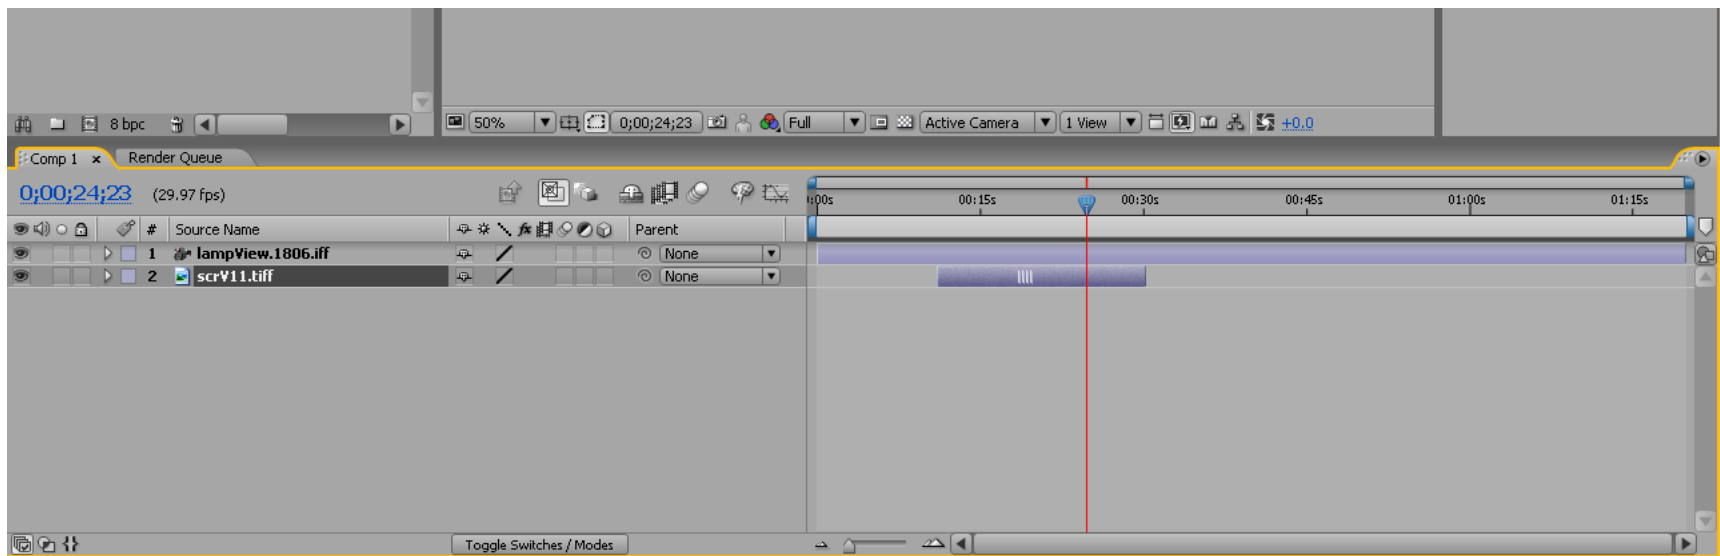 8 bpc
50% 0;00;24;23 Full Active Camera 1 View +0.0
Comp 1 x Render Queue
0;00;24;23 (29.97 fps)
:00s 00:15s 00:30s 00:45s 01:00s 01:15s
# Source Name fx Parent
1 lampView.1806.iff None
2 scrV11.tiff None
Toggle Switches / Modes